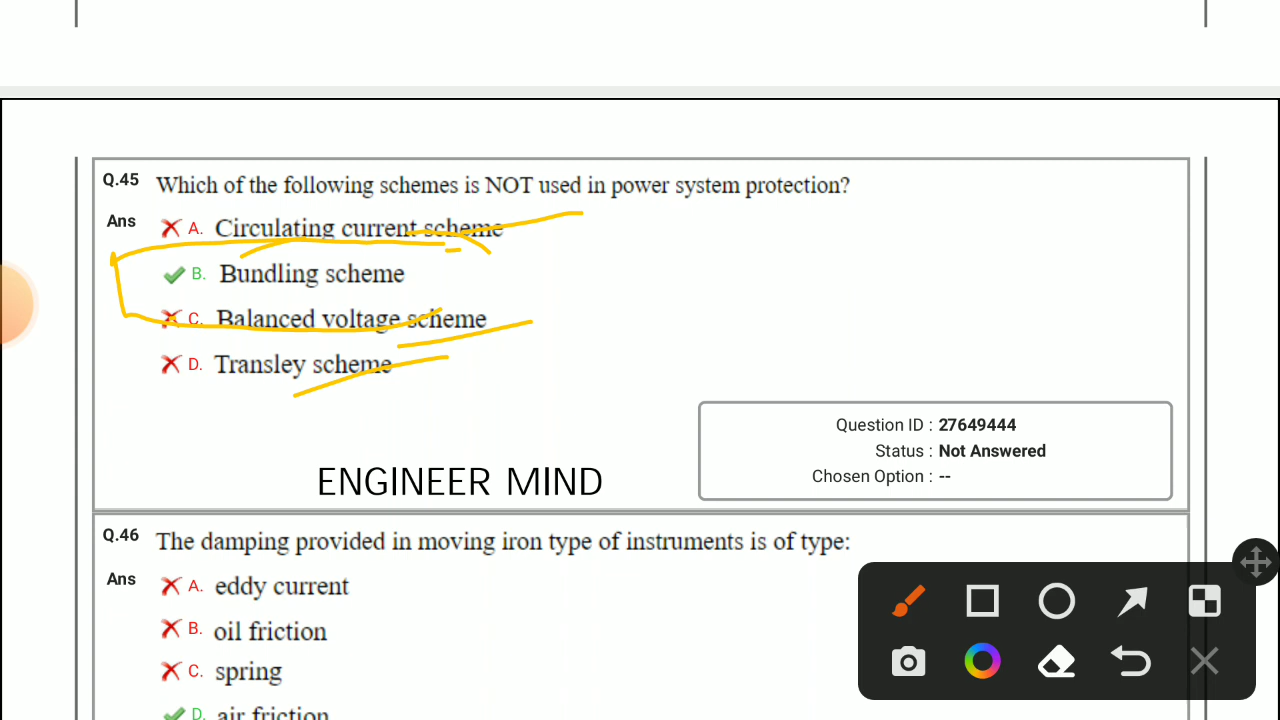 Q.45 Which of the following schemes is NOT used in power system protection?
Ans A. Circulating current scheme
B. Bundling scheme
C. Balanced voltage scheme
D. Transley scheme
Question ID : 27649444
Status : Not Answered
Chosen Option : --
ENGINEER MIND
Q.46 The damping provided in moving iron type of instruments is of type:
Ans A. eddy current
B. oil friction
C. spring
D. air friction